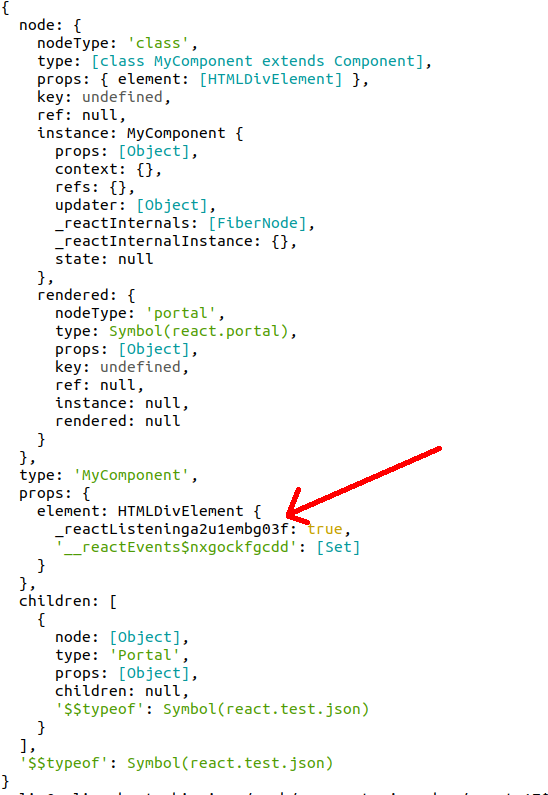 {
  node: {
    nodeType: 'class',
    type: [class MyComponent extends Component],
    props: { element: [HTMLDivElement] },
    key: undefined,
    ref: null,
    instance: MyComponent {
      props: [Object],
      context: {},
      refs: {},
      updater: [Object],
      _reactInternals: [FiberNode],
      _reactInternalInstance: {},
      state: null
    },
    rendered: {
      nodeType: 'portal',
      type: Symbol(react.portal),
      props: [Object],
      key: undefined,
      ref: null,
      instance: null,
      rendered: null
    }
  },
  type: 'MyComponent',
  props: {
    element: HTMLDivElement {
      _reactListeninga2u1embg03f: true,
      '__reactEvents$nxgockfgcdd': [Set]
    }
  },
  children: [
    {
      node: [Object],
      type: 'Portal',
      props: [Object],
      children: null,
      '$$typeof': Symbol(react.test.json)
    }
  ],
  '$$typeof': Symbol(react.test.json)
}